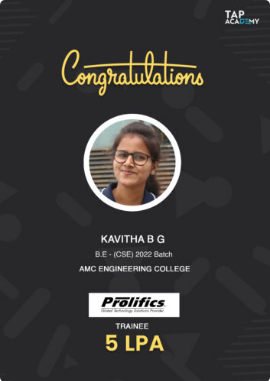 TAP
ACADEMY
Congratulations
KAVITHA B G
B.E - (CSE) 2022 Batch
AMC ENGINEERING COLLEGE
Prolifics
Global Technology Solutions Provider
TRAINEE
5 LPA